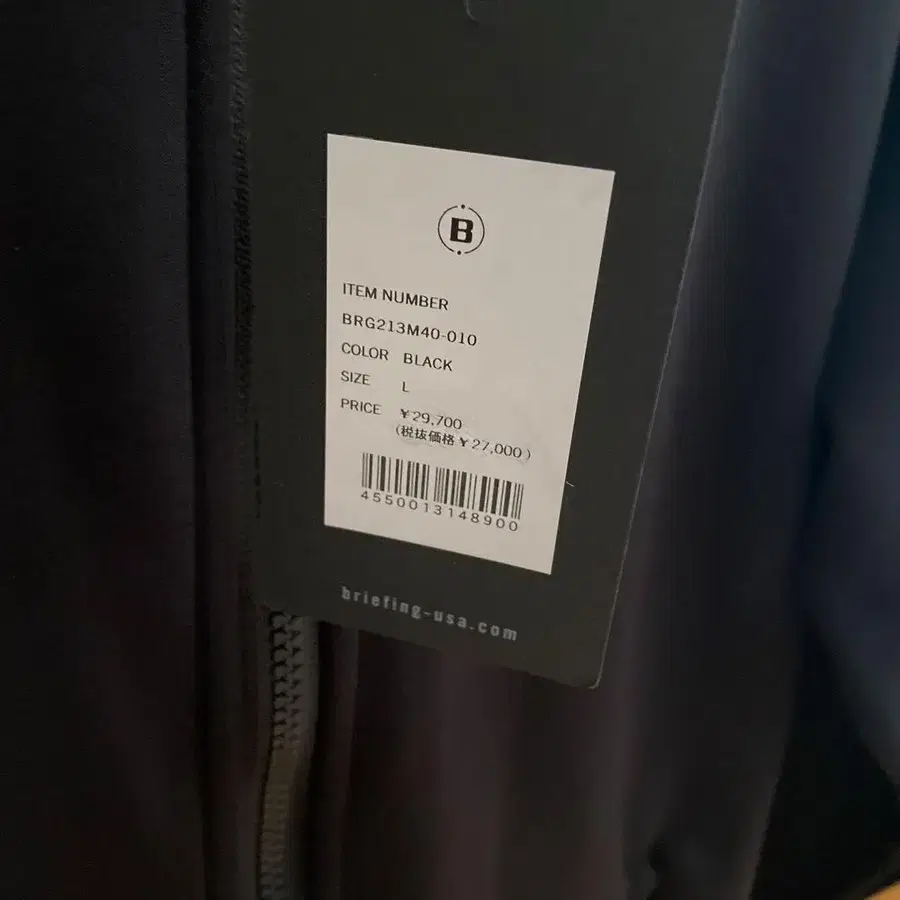 B
ITEM NUMBER
BRG213M40-010
COLOR BLACK
SIZE L
PRICE ¥29,700
(税抜価格¥27,000)
4550013148900
briefing-usa.com